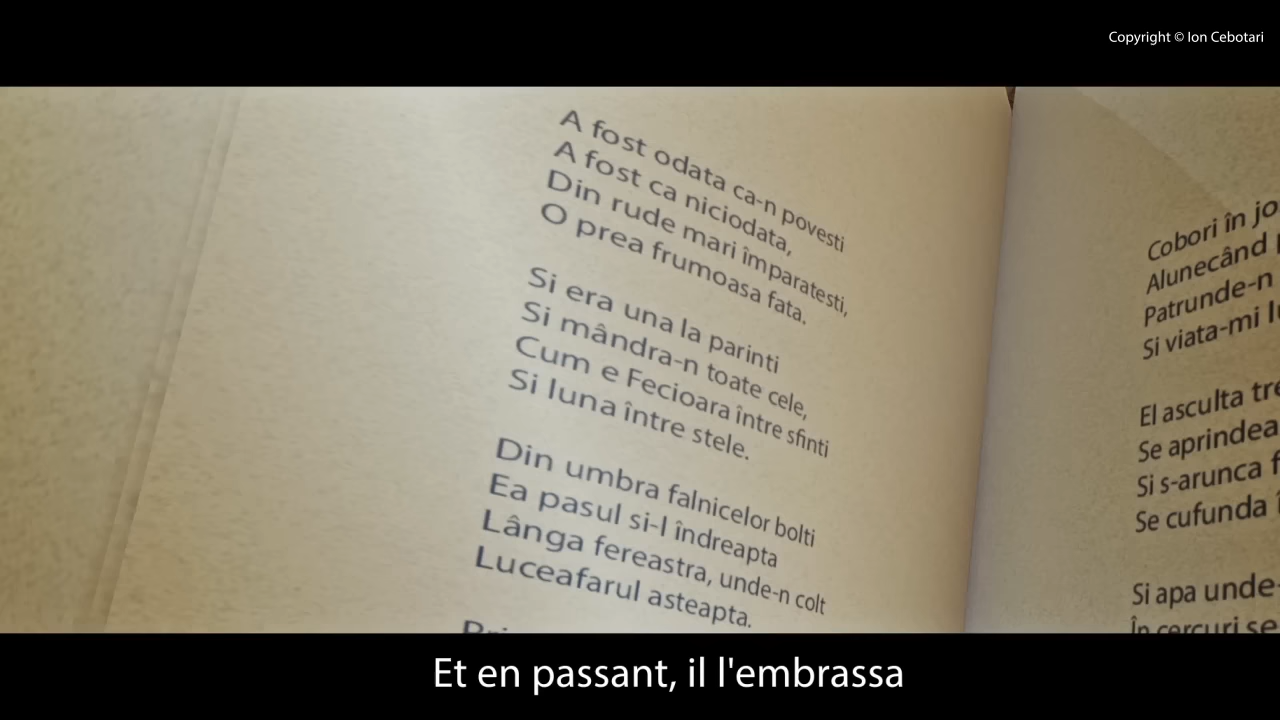 Copyright © Ion Cebotari
A fost odata ca-n povesti
A fost ca niciodata,
Din rude mari împaratesti,
O prea frumoasa fata.
Si era una la parinti
Si mândra-n toate cele,
Cum e Fecioara între sfinti
Si luna între stele.
Din umbra falnicelor bolti
Ea pasul si-l îndreapta
Lânga fereastra, unde-n colt
Luceafarul asteapta.
Cobori în jo
Alunecând
Patrunde-n
Si viata-mi
El asculta tre
Se aprindea
Si s-arunca f
Se cufunda
Si apa unde-
În cercuri se
Et en passant, il l'embrassa